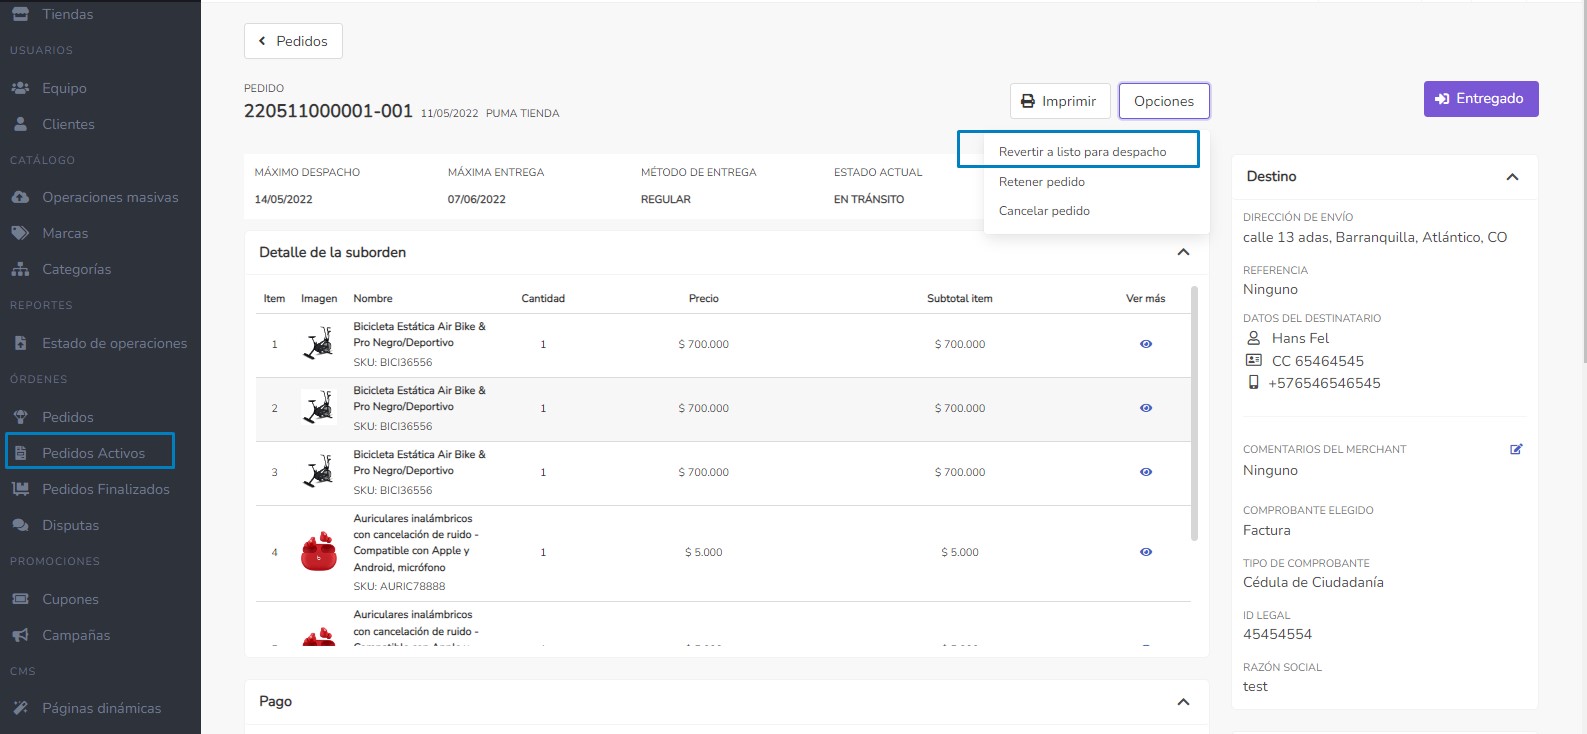 Tiendas
USUARIOS
Equipo
Clientes
CATÁLOGO
Operaciones masivas
Marcas
Categorías
REPORTES
Estado de operaciones
ÓRDENES
Pedidos
Pedidos Activos
Pedidos Finalizados
Disputas
PROMOCIONES
Cupones
Campañas
CMS
Páginas dinámicas
Pedidos
PEDIDO
220511000001-001 11/05/2022 PUMA TIENDA
Imprimir
Opciones
Entregado
Revertir a listo para despacho
Retener pedido
Cancelar pedido
MÁXIMO DESPACHO
14/05/2022
MÁXIMA ENTREGA
07/06/2022
MÉTODO DE ENTREGA
REGULAR
ESTADO ACTUAL
EN TRÁNSITO
Detalle de la suborden
Item Imagen Nombre Cantidad Precio Subtotal item Ver más
Bicicleta Estática Air Bike &
Pro Negro/Deportivo
1 1 $ 700.000 $ 700.000
SKU: BICI36556
Bicicleta Estática Air Bike &
Pro Negro/Deportivo
2 1 $ 700.000 $ 700.000
SKU: BICI36556
Bicicleta Estática Air Bike &
Pro Negro/Deportivo
3 1 $ 700.000 $ 700.000
SKU: BICI36556
Auriculares inalámbricos
con cancelación de ruido -
Compatible con Apple y
4 1 $ 5.000 $ 5.000
Android, micrófono
SKU: AURIC78888
Auriculares inalámbricos
con cancelación de ruido -
Pago
Destino
DIRECCIÓN DE ENVÍO
calle 13 adas, Barranquilla, Atlántico, CO
REFERENCIA
Ninguno
DATOS DEL DESTINATARIO
Hans Fel
CC 65464545
+576546546545
COMENTARIOS DEL MERCHANT
Ninguno
COMPROBANTE ELEGIDO
Factura
TIPO DE COMPROBANTE
Cédula de Ciudadanía
ID LEGAL
45454554
RAZÓN SOCIAL
test